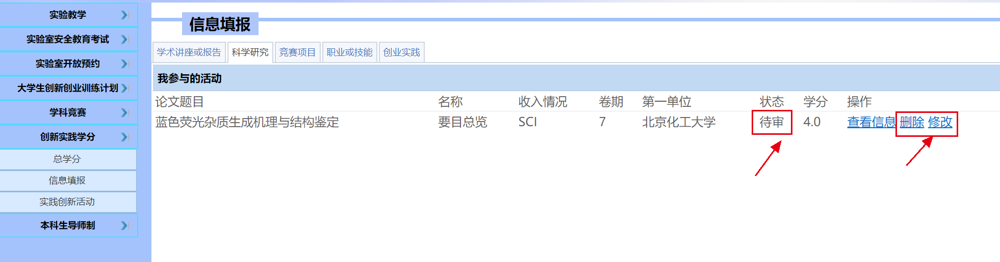 实验教学
实验室安全教育考试
实验室开放预约
大学生创新创业训练计划
学科竞赛
创新实践学分
总学分
信息填报
实践创新活动
本科生导师制
信息填报
学术讲座或报告 科学研究 竞赛项目 职业或技能 创业实践
我参与的活动
论文题目 名称 收入情况 卷期 第一单位 状态 学分 操作
蓝色荧光杂质生成机理与结构鉴定 要目总览 SCI 7 北京化工大学 待审 4.0 查看信息 删除 修改